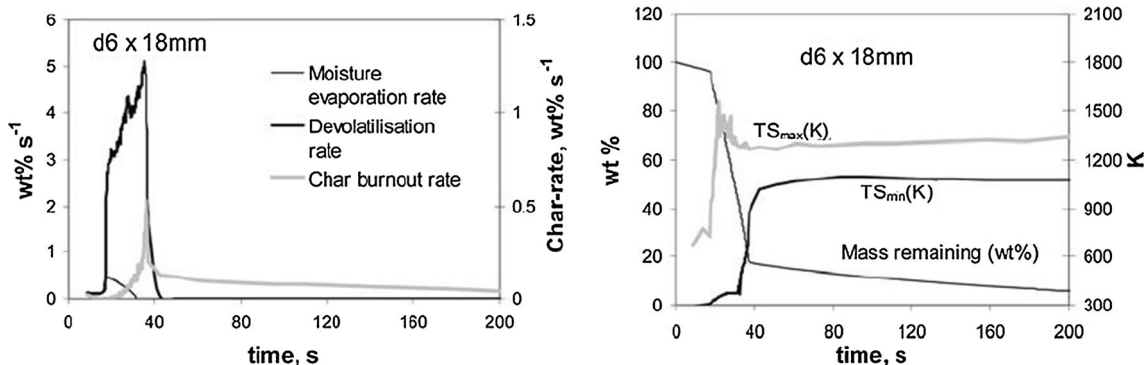 d6 x 18mm
Moisture
evaporation rate
Devolatilisation
rate
Char burnout rate
wt% s⁻¹
6
5
4
3
2
1
0
Char-rate, wt% s⁻¹
1.5
1
0.5
0
0 40 80 120 160 200
time, s
d6 x 18mm
TSmax(K).
TSmin(K)
Mass remaining (wt%)
wt %
120
100
80
60
40
20
0
K
2100
1800
1500
1200
900
600
300
0 40 80 120 160 200
time, s